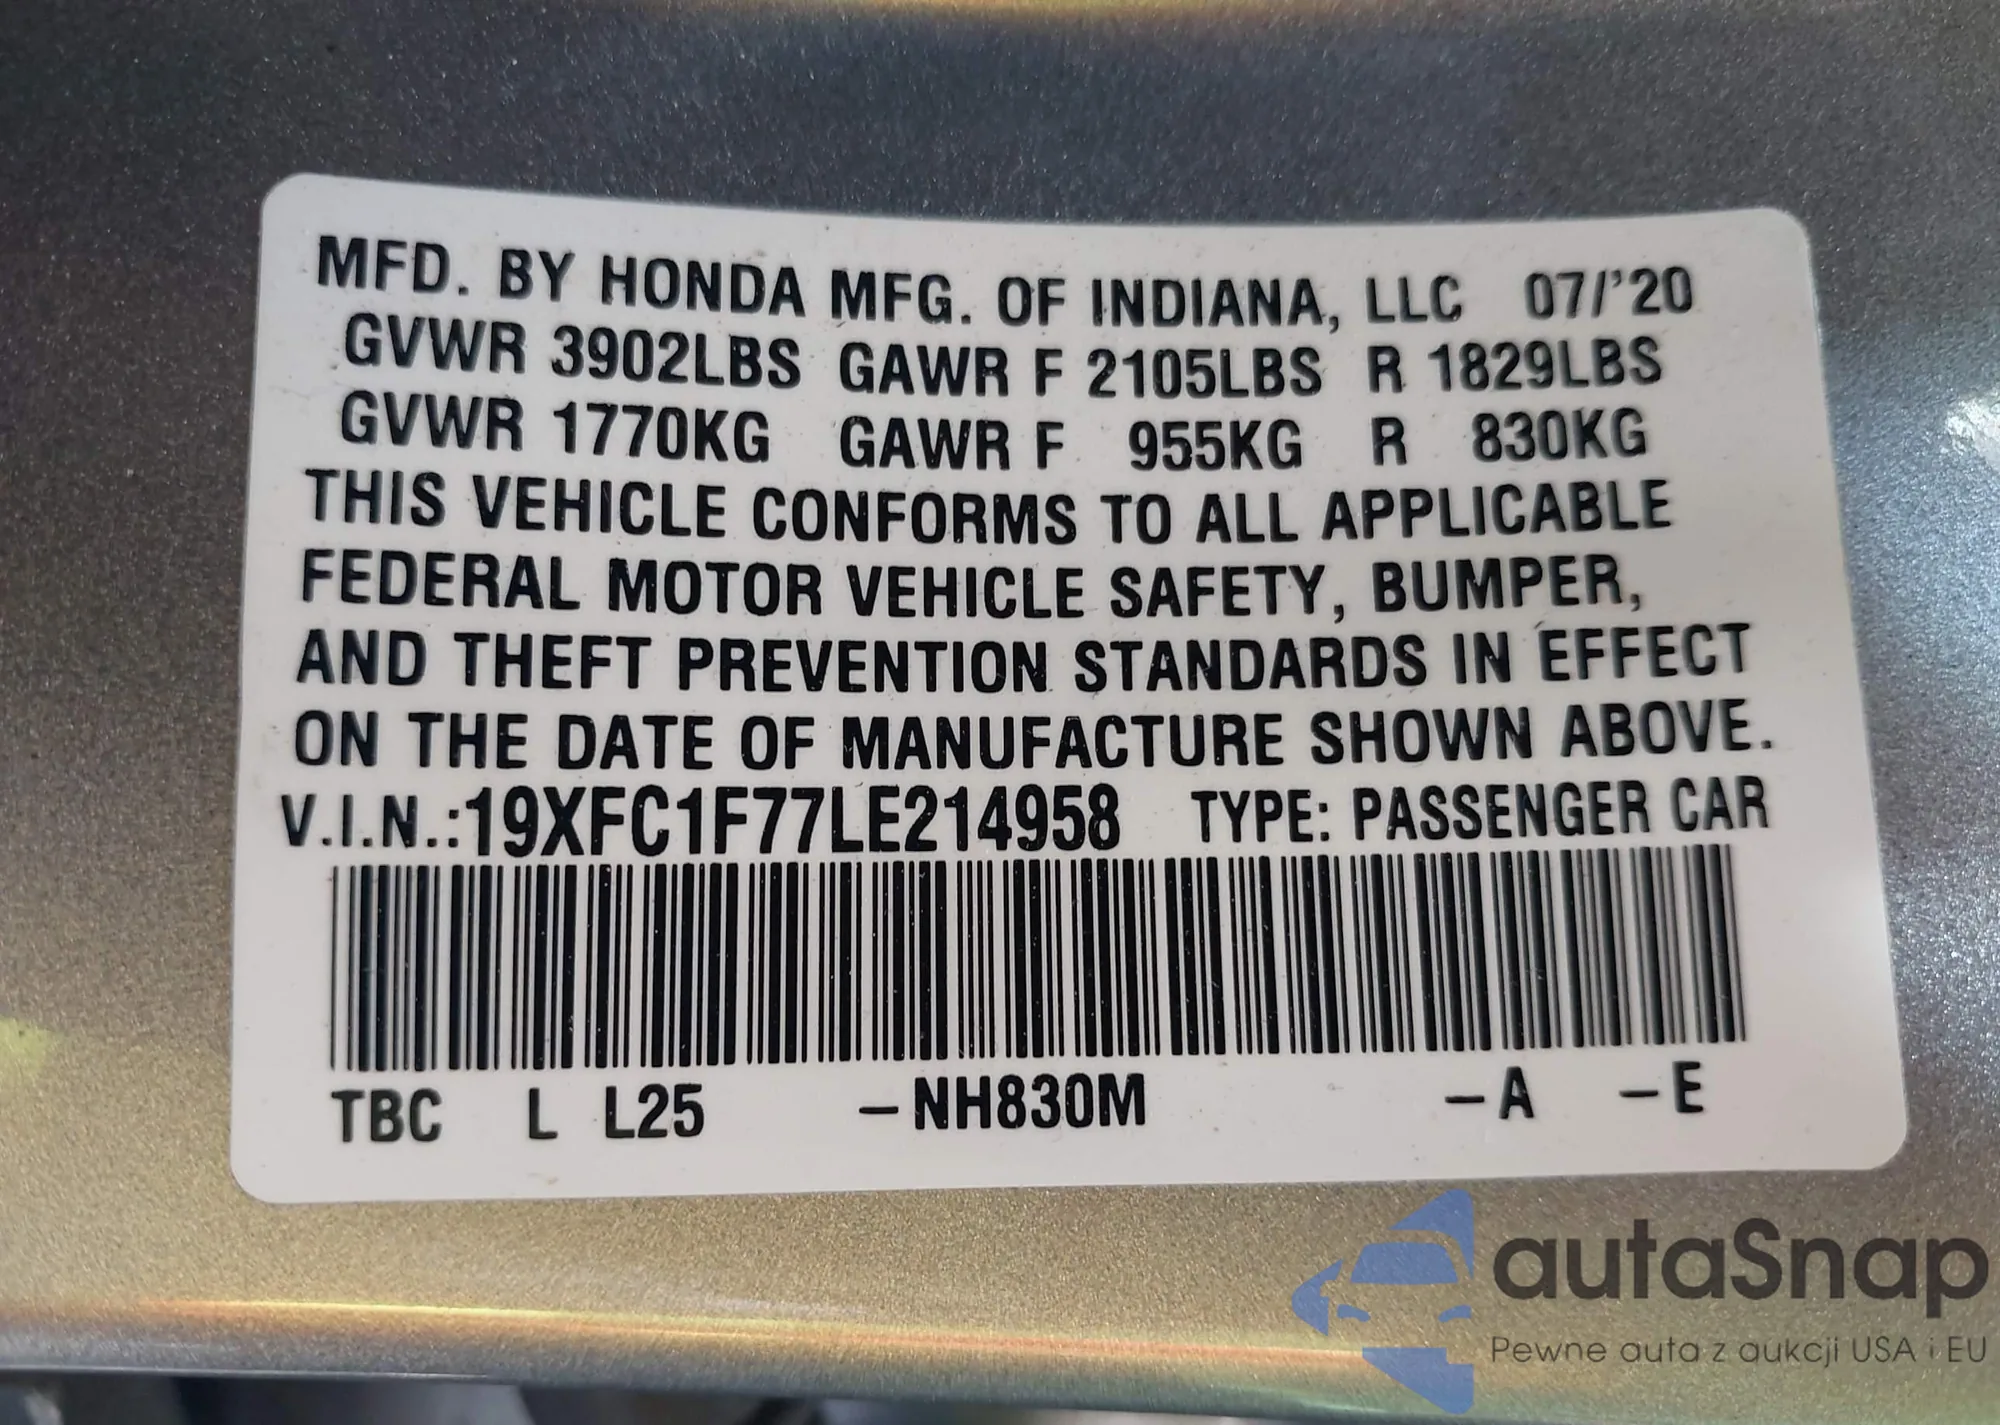 MFD. BY HONDA MFG. OF INDIANA, LLC 07/'20
GVWR 3902LBS GAWR F 2105LBS R 1829LBS
GVWR 1770KG GAWR F 955KG R 830KG
THIS VEHICLE CONFORMS TO ALL APPLICABLE
FEDERAL MOTOR VEHICLE SAFETY, BUMPER,
AND THEFT PREVENTION STANDARDS IN EFFECT
ON THE DATE OF MANUFACTURE SHOWN ABOVE.
V.I.N.:19XFC1F77LE214958 TYPE: PASSENGER CAR
TBC L L25 –NH830M –A –E
autaSnap
Pewne auta z aukcji USA i EU